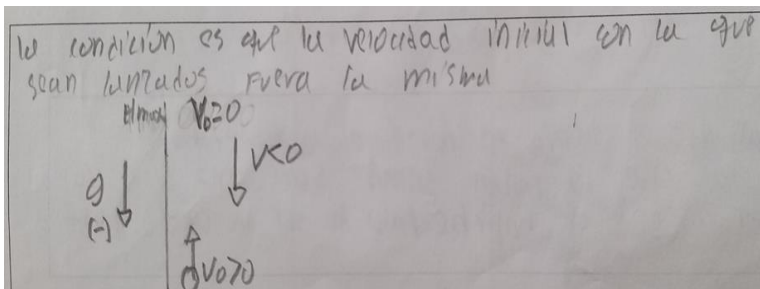 la condición es que la velocidad inicial con la que
sean lanzados fuera la misma
Hmax V₀=0
V<0
g
(-)
V₀>0